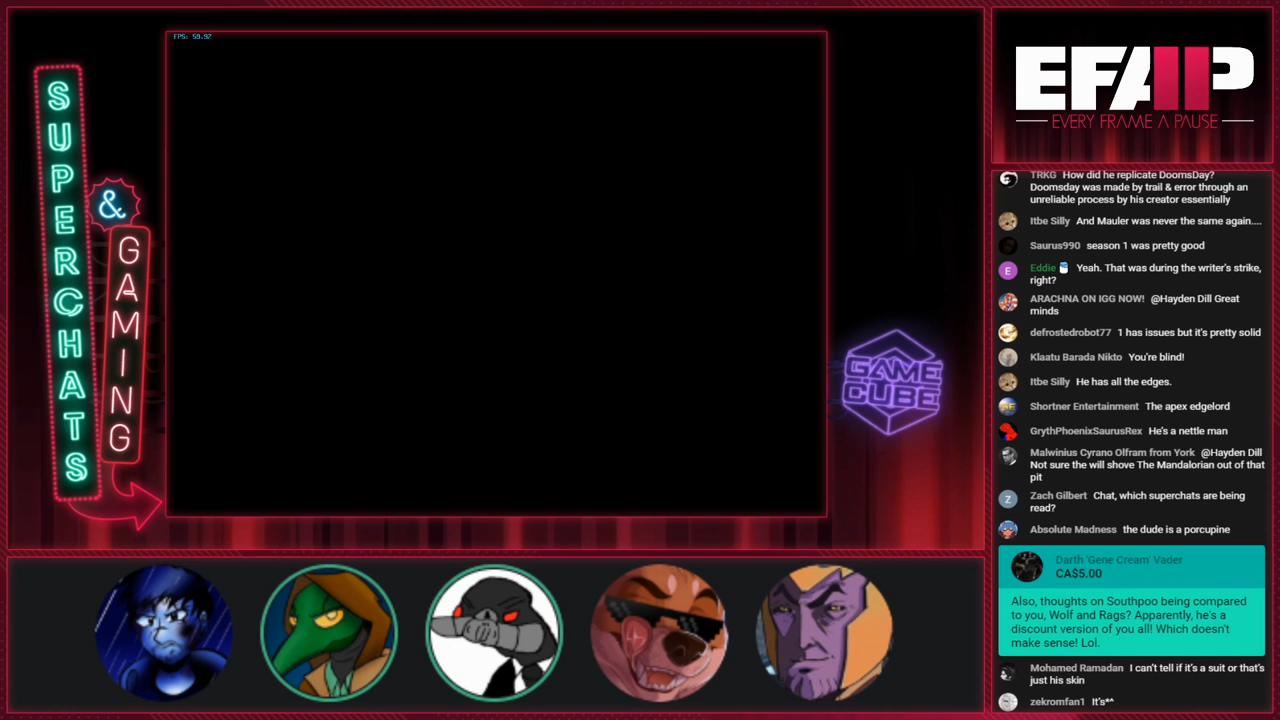 FPS: 59.97
SUPERCHATS
&
GAMING
GAME
CUBE
EFAP
EVERY FRAME A PAUSE
TRKG How did he replicate DoomsDay?
Doomsday was made by trail & error through an
unreliable process by his creator essentially
Itbe Silly And Mauler was never the same again....
Saurus990 season 1 was pretty good
E
Eddie Yeah. That was during the writer's strike,
right?
ARACHNA ON IGG NOW! @Hayden Dill Great
minds
defrostedrobot77 1 has issues but it's pretty solid
Klaatu Barada Nikto You're blind!
Itbe Silly He has all the edges.
Shortner Entertainment The apex edgelord
GrythPhoenixSaurusRex He's a nettle man
Malwinius Cyrano Olfram from York @Hayden Dill
Not sure the will shove The Mandalorian out of that
pit
Z
Zach Gilbert Chat, which superchats are being
read?
Absolute Madness the dude is a porcupine
Darth 'Gene Cream' Vader
CA$5.00
Also, thoughts on Southpoo being compared
to you, Wolf and Rags? Apparently, he's a
discount version of you all! Which doesn't
make sense! Lol.
Mohamed Ramadan I can't tell if it's a suit or that's
just his skin
zekromfan1 It's**